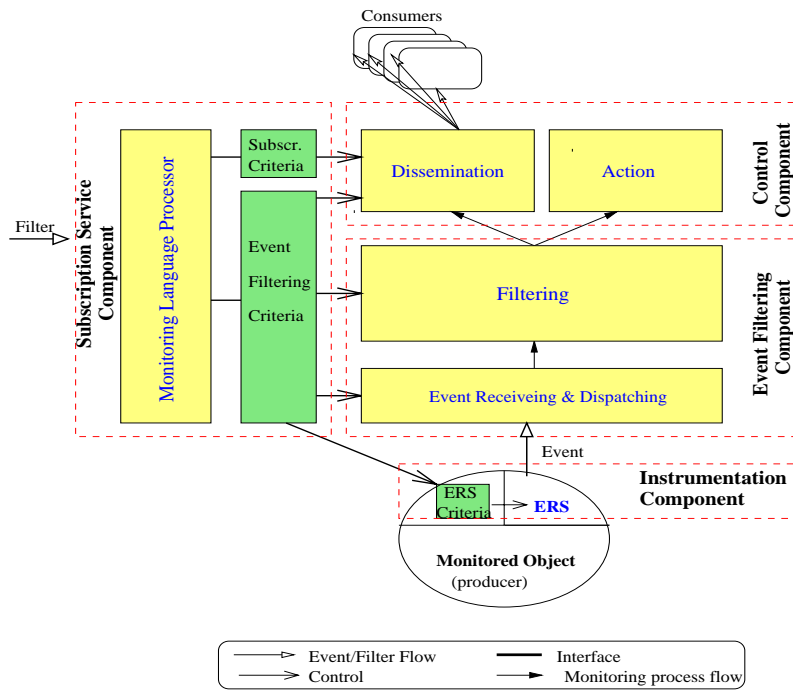 Consumers
Subscr.
Criteria
Dissemination
Action
Control
Component
Filter
Subscription Service
Component
Monitoring Language Processor
Event
Filtering
Criteria
Filtering
Event Filtering
Component
Event Receiveing & Dispatching
Event
Instrumentation
Component
ERS
Criteria
ERS
Monitored Object
(producer)
Event/Filter Flow
Interface
Control
Monitoring process flow